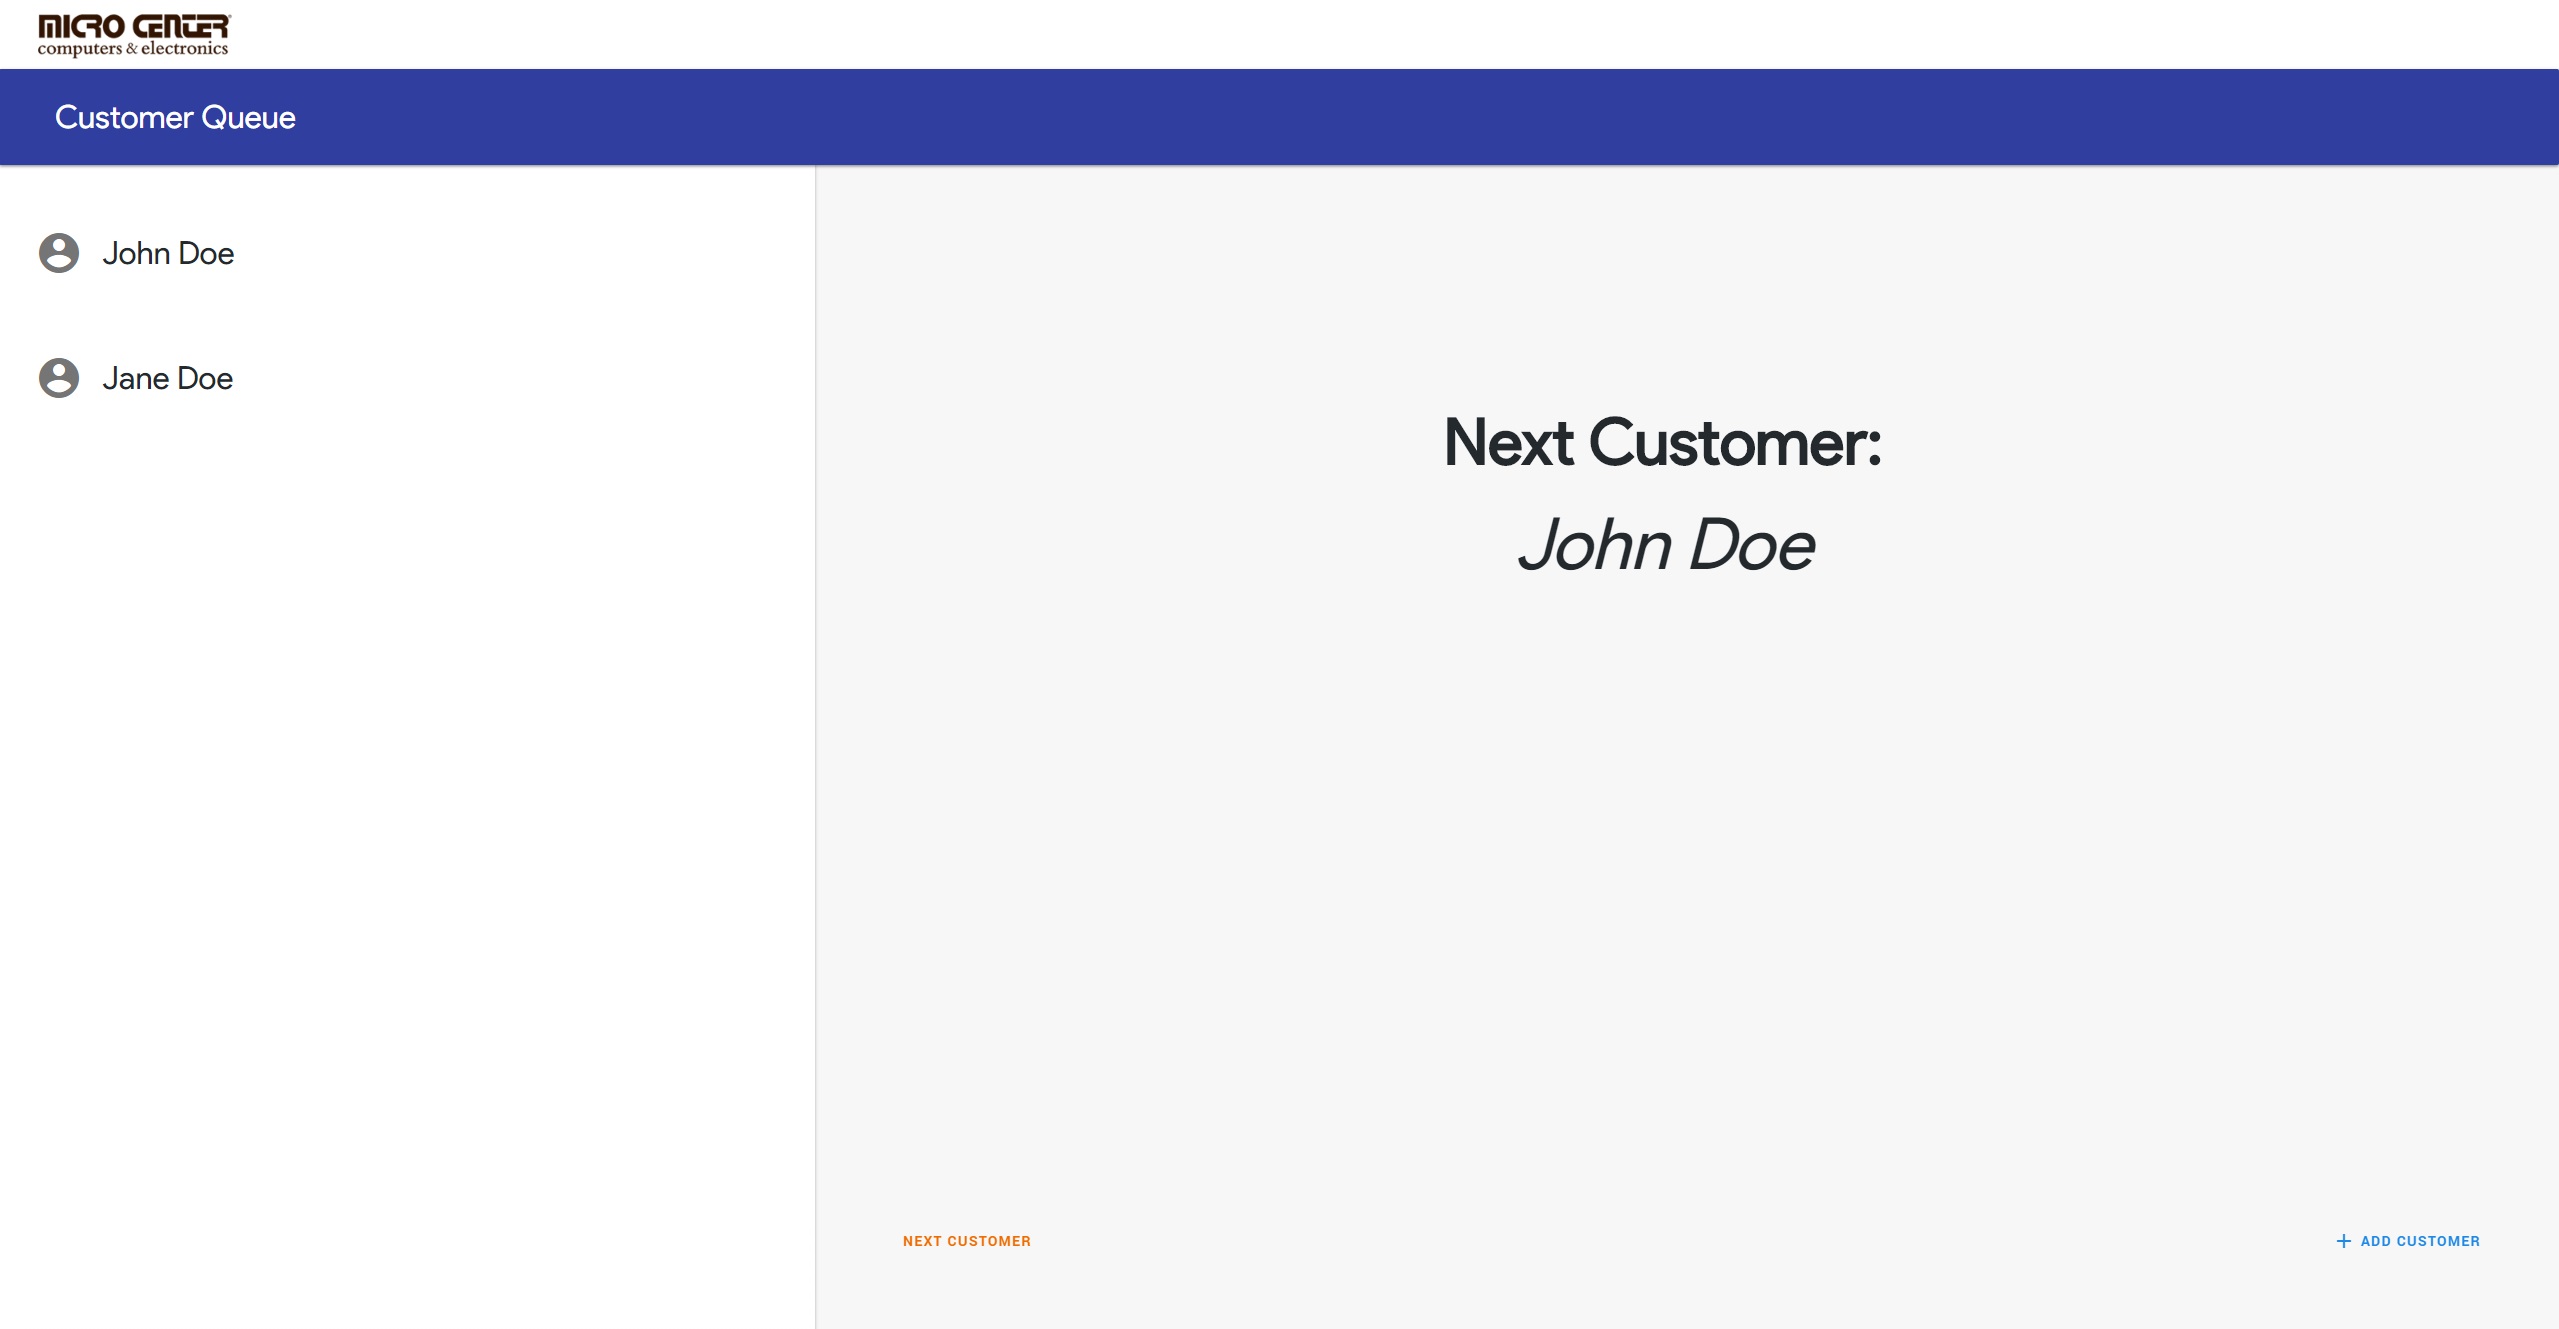 MICRO CENTER
computers & electronics
Customer Queue
John Doe
Jane Doe
Next Customer:
John Doe
NEXT CUSTOMER
+ ADD CUSTOMER